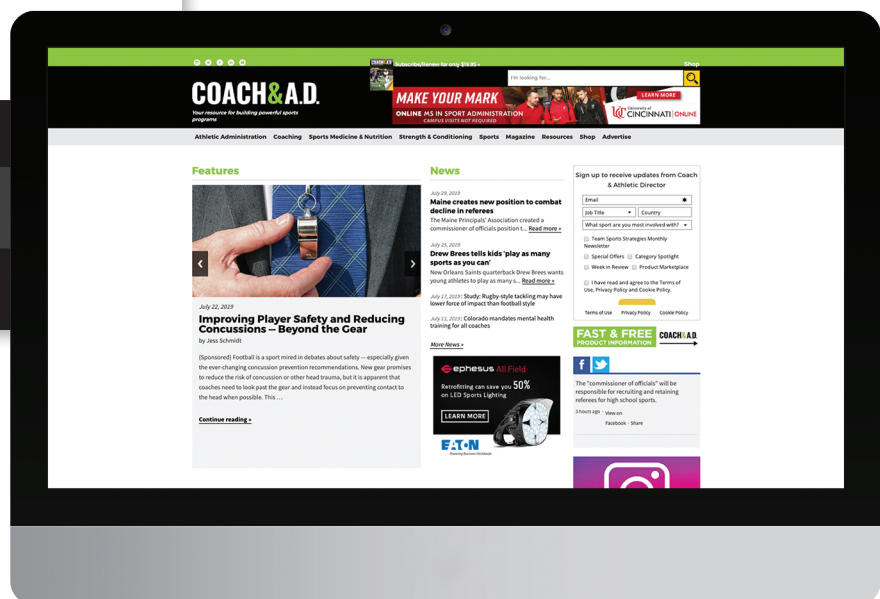 COACH&A.D.
Subscribe/Renew for only $19.95 »
Shop
I'm looking for...
COACH&A.D.
Your resource for building powerful sports
programs
MAKE YOUR MARK
ONLINE MS IN SPORT ADMINISTRATION
CAMPUS VISITS NOT REQUIRED
LEARN MORE
University of
CINCINNATI | ONLINE
Athletic Administration Coaching Sports Medicine & Nutrition Strength & Conditioning Sports Magazine Resources Shop Advertise
Features
July 22, 2019
Improving Player Safety and Reducing
Concussions — Beyond the Gear
by Jess Schmidt
(Sponsored) Football is a sport mired in debates about safety — especially given
the ever-changing concussion prevention recommendations. New gear promises
to reduce the risk of concussion or other head trauma, but it is apparent that
coaches need to look past the gear and instead focus on preventing contact to
the head when possible. This …
Continue reading »
News
July 29, 2019
Maine creates new position to combat
decline in referees
The Maine Principals' Association created a
commissioner of officials position t... Read more »
July 25, 2019
Drew Brees tells kids 'play as many
sports as you can'
New Orleans Saints quarterback Drew Brees wants
young athletes to play as many s... Read more »
July 17, 2019: Study: Rugby-style tackling may have
lower force of impact than football style
July 11, 2019: Colorado mandates mental health
training for all coaches
More News »
ephesus All Field
Retrofitting can save you 50%
on LED Sports Lighting
LEARN MORE
EATON
Powering Business Worldwide
Sign up to receive updates from Coach
& Athletic Director
Email
Job Title Country
What sport are you most involved with?
Team Sports Strategies Monthly
Newsletter
Special Offers Category Spotlight
Week in Review Product Marketplace
I have read and agree to the Terms of
Use, Privacy Policy and Cookie Policy.
Terms of Use Privacy Policy Cookie Policy
FAST & FREE
PRODUCT INFORMATION
COACH&A.D.
The "commissioner of officials" will be
responsible for recruiting and retaining
referees for high school sports.
3 hours ago · View on
Facebook · Share